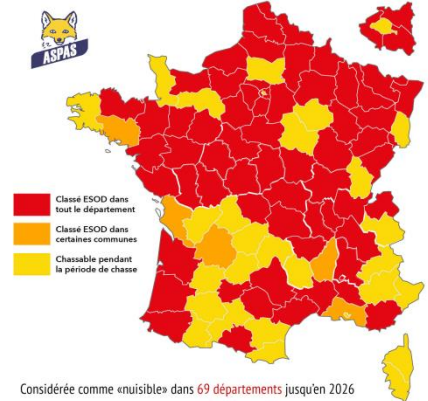 ASPAS
Classé ESOD dans
tout le département
Classé ESOD dans
certaines communes
Chassable pendant
la période de chasse
Considérée comme «nuisible» dans 69 départements jusqu'en 2026